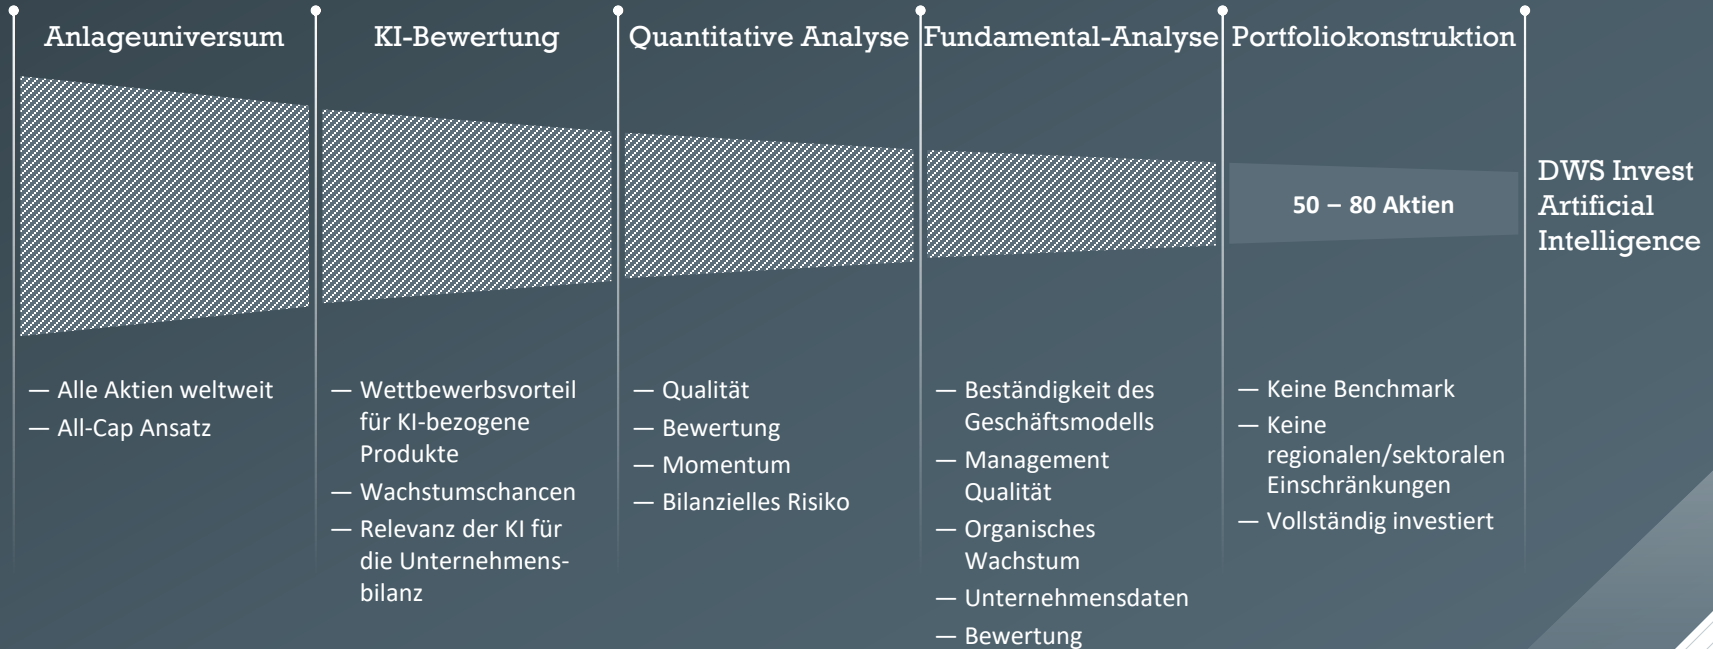 Anlageuniversum
KI-Bewertung
Quantitative Analyse
Fundamental-Analyse
Portfoliokonstruktion
50 – 80 Aktien
DWS Invest
Artificial
Intelligence
— Alle Aktien weltweit
— All-Cap Ansatz
— Wettbewerbsvorteil
für KI-bezogene
Produkte
— Wachstumschancen
— Relevanz der KI für
die Unternehmens-
bilanz
— Qualität
— Bewertung
— Momentum
— Bilanzielles Risiko
— Beständigkeit des
Geschäftsmodells
— Management
Qualität
— Organisches
Wachstum
— Unternehmensdaten
— Bewertung
— Keine Benchmark
— Keine
regionalen/sektoralen
Einschränkungen
— Vollständig investiert